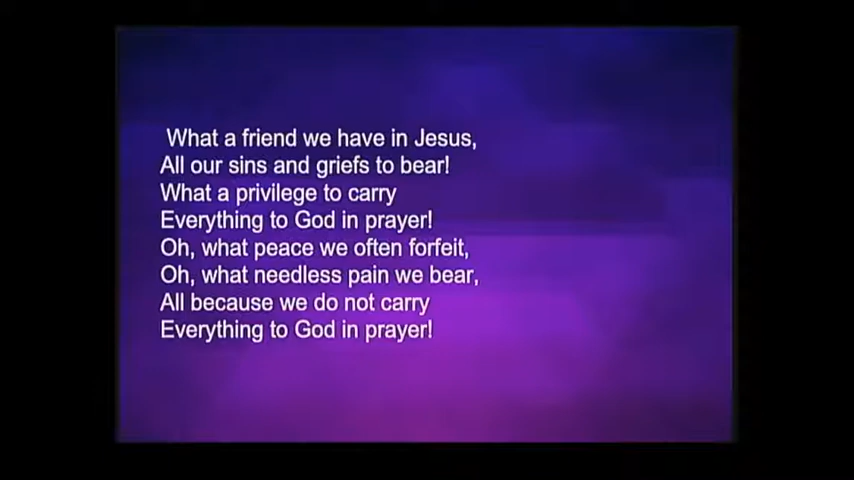 What a friend we have in Jesus,
All our sins and griefs to bear!
What a privilege to carry
Everything to God in prayer!
Oh, what peace we often forfeit,
Oh, what needless pain we bear,
All because we do not carry
Everything to God in prayer!